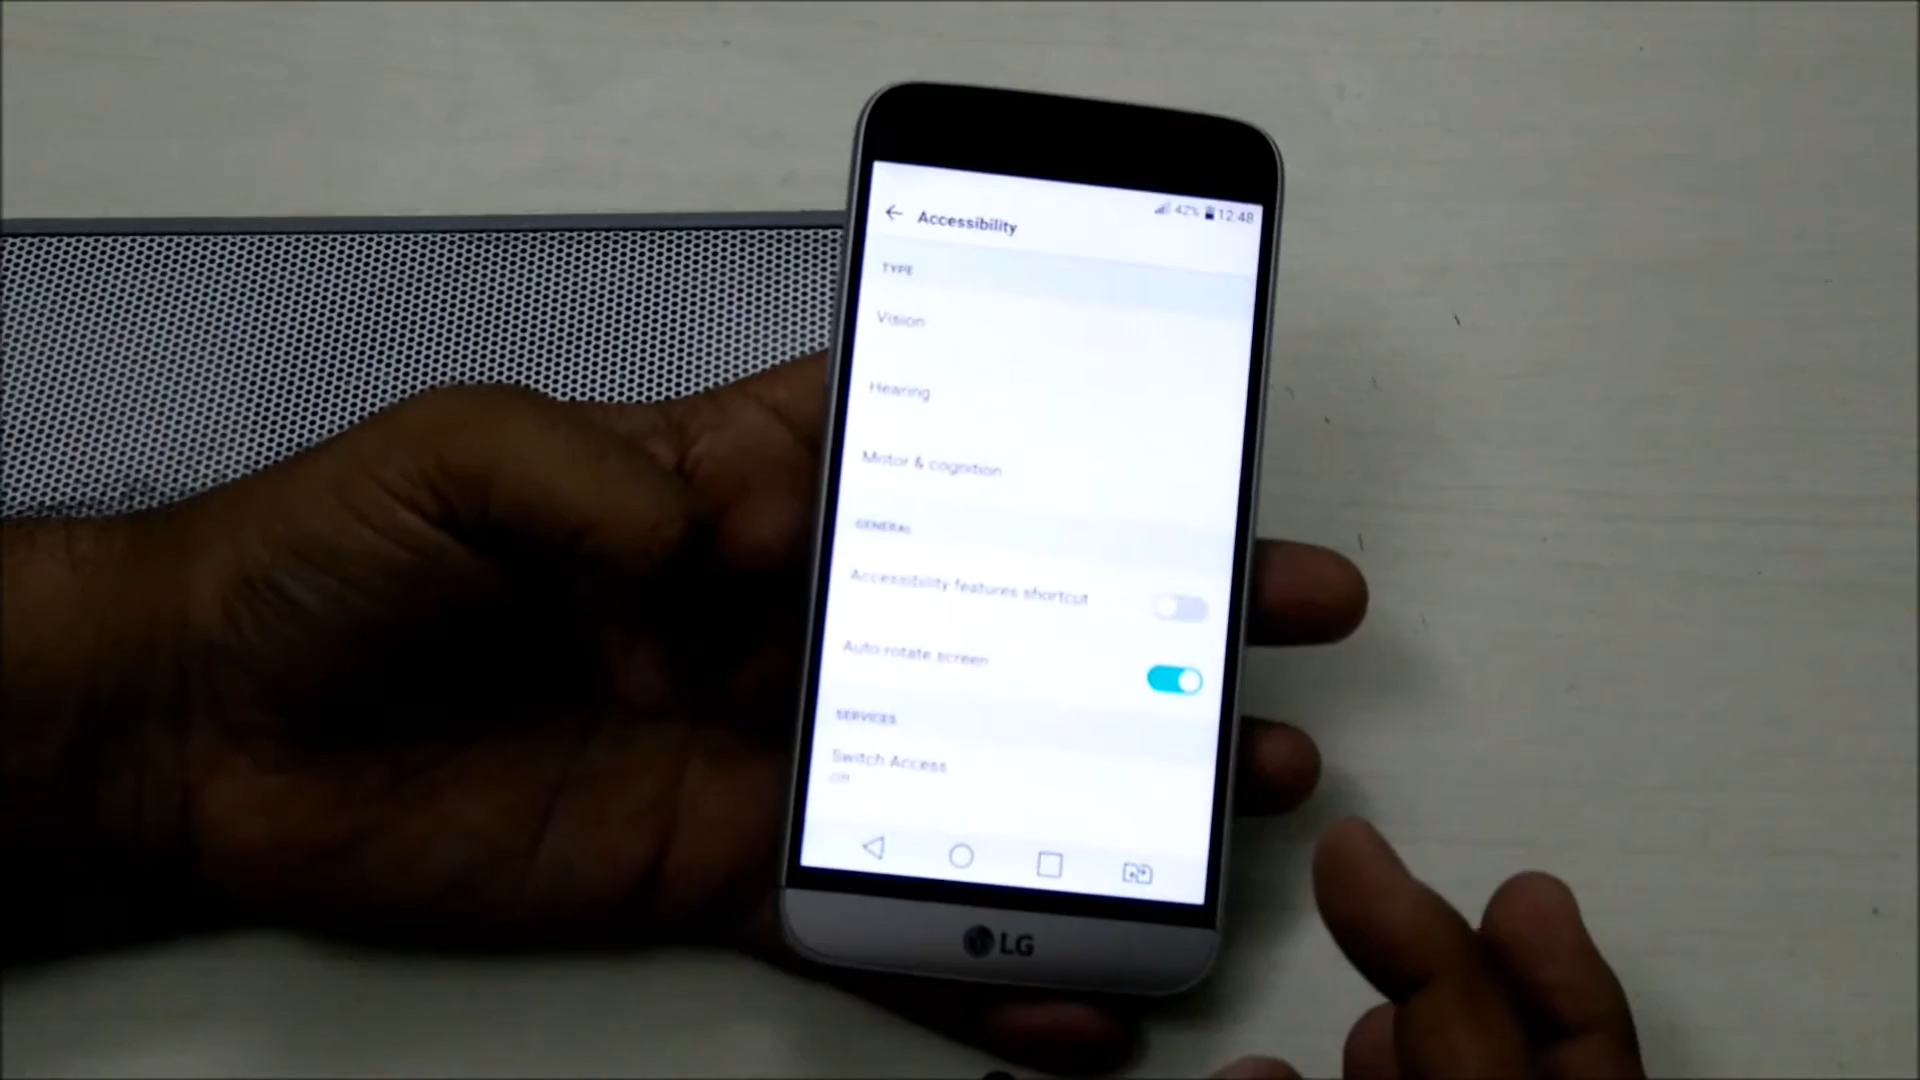 42% 12:48
Accessibility
TYPE
Vision
Hearing
Motor & cognition
GENERAL
Accessibility features shortcut
Auto-rotate screen
SERVICES
Switch Access
Off
LG